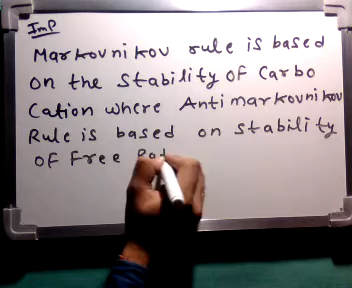 Imp
Markovnikov rule is based
on the stability of Carbo
Cation where Antimarkovnikov
Rule is based on stability
of Free Rad